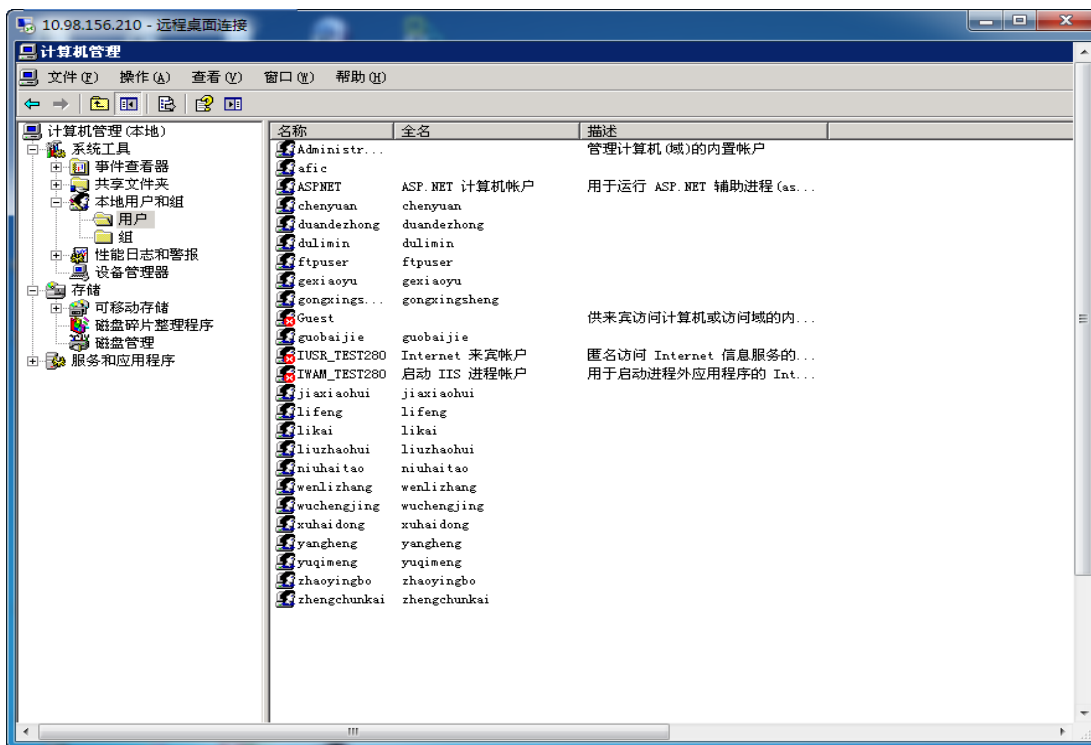 10.98.156.210 - 远程桌面连接
计算机管理
文件(F) 操作(A) 查看(V) 窗口(W) 帮助(H)
计算机管理(本地)
系统工具
事件查看器
共享文件夹
本地用户和组
用户
组
性能日志和警报
设备管理器
存储
可移动存储
磁盘碎片整理程序
磁盘管理
服务和应用程序
名称 全名 描述
Administr... 管理计算机(域)的内置帐户
afic
ASPNET ASP.NET 计算机帐户 用于运行 ASP.NET 辅助进程(as...
chenyuan chenyuan
duandezhong duandezhong
dulimin dulimin
ftpuser ftpuser
gexiaoyu gexiaoyu
gongxings... gongxingsheng
Guest 供来宾访问计算机或访问域的内...
guobaijie guobaijie
IUSR_TEST280 Internet 来宾帐户 匿名访问 Internet 信息服务的...
IWAM_TEST280 启动 IIS 进程帐户 用于启动进程外应用程序的 Int...
jiaxiaohui jiaxiaohui
lifeng lifeng
likai likai
liuzhaohui liuzhaohui
niuhaitao niuhaitao
wenlizhang wenlizhang
wuchengjing wuchengjing
xuhaidong xuhaidong
yangheng yangheng
yuqimeng yuqimeng
zhaoyingbo zhaoyingbo
zhengchunkai zhengchunkai